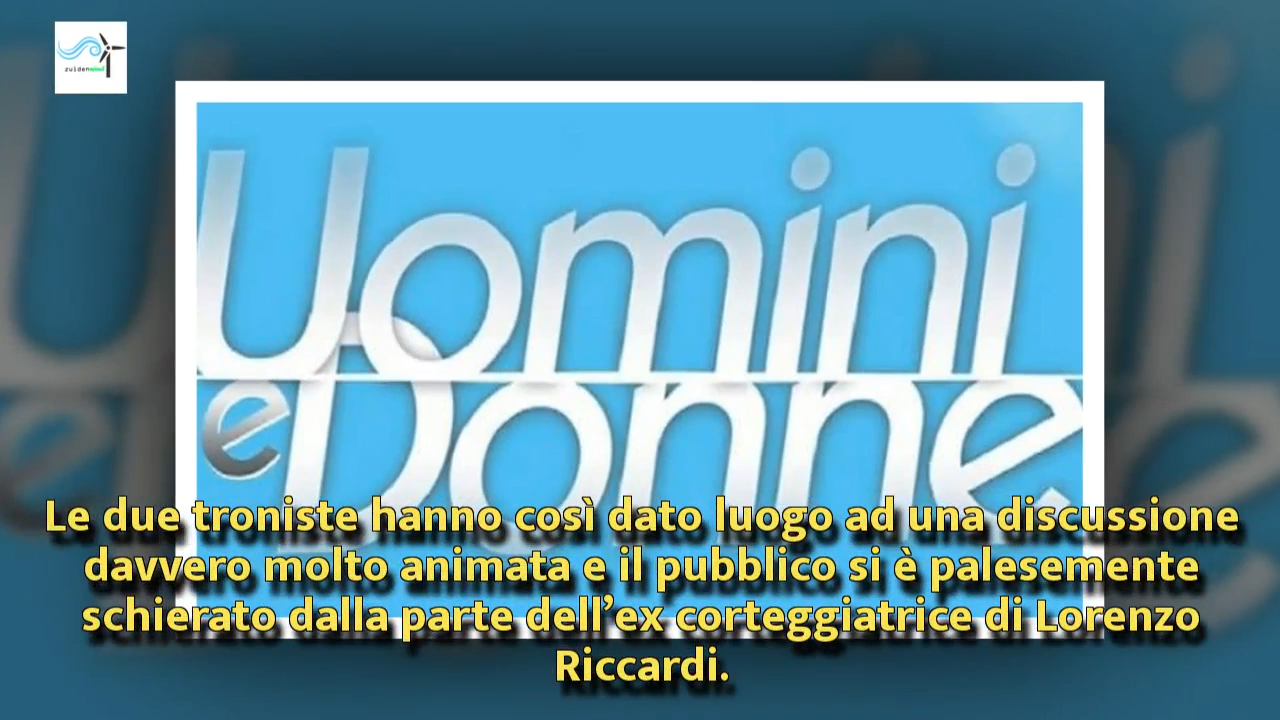 zuidenwind
Uomini
e Donne
Le due troniste hanno così dato luogo ad una discussione
davvero molto animata e il pubblico si è palesemente
schierato dalla parte dell’ex corteggiatrice di Lorenzo
Riccardi.